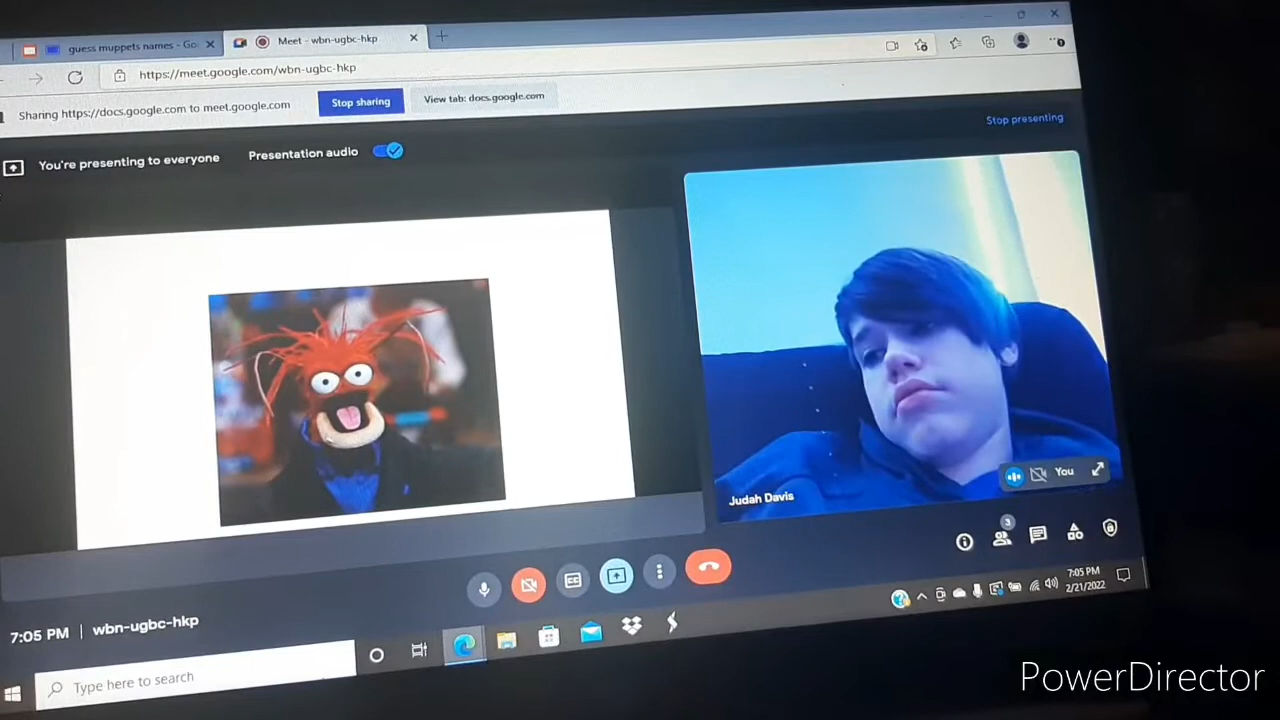 guess muppets names - Go
Meet - wbn-ugbc-hkp
https://meet.google.com/wbn-ugbc-hkp
Sharing https://docs.google.com to meet.google.com
Stop sharing
View tab: docs.google.com
Stop presenting
You're presenting to everyone
Presentation audio
Judah Davis
You
3
7:05 PM | wbn-ugbc-hkp
7:05 PM
2/21/2022
Type here to search
PowerDirector